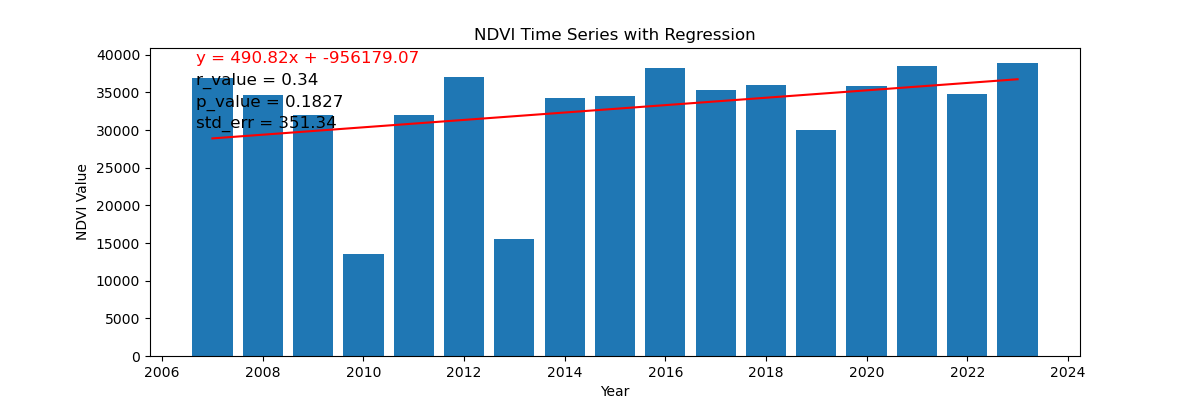 NDVI Time Series with Regression
y = 490.82x + -956179.07
r_value = 0.34
p_value = 0.1827
std_err = 351.34
NDVI Value
40000
35000
30000
25000
20000
15000
10000
5000
0
2006 2008 2010 2012 2014 2016 2018 2020 2022 2024
Year